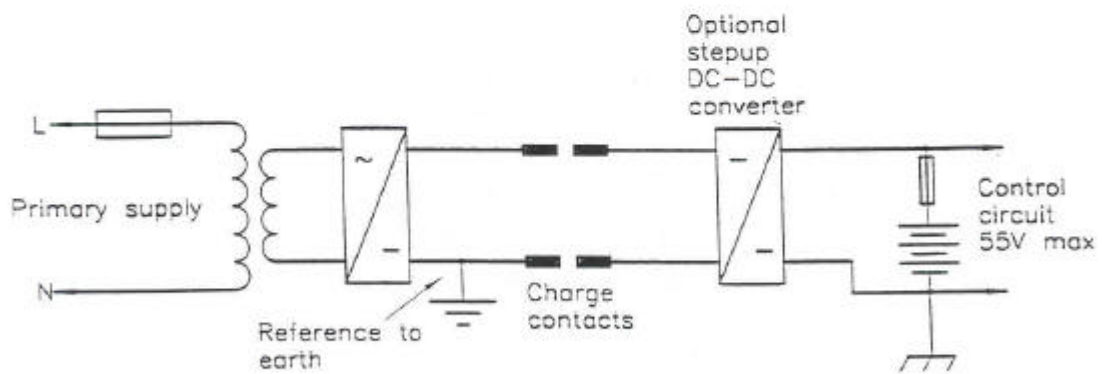 Optional
stepup
DC-DC
converter
L
~
-
Primary supply
Control
circuit
55V max
-
-
N
Charge
contacts
Reference to
earth